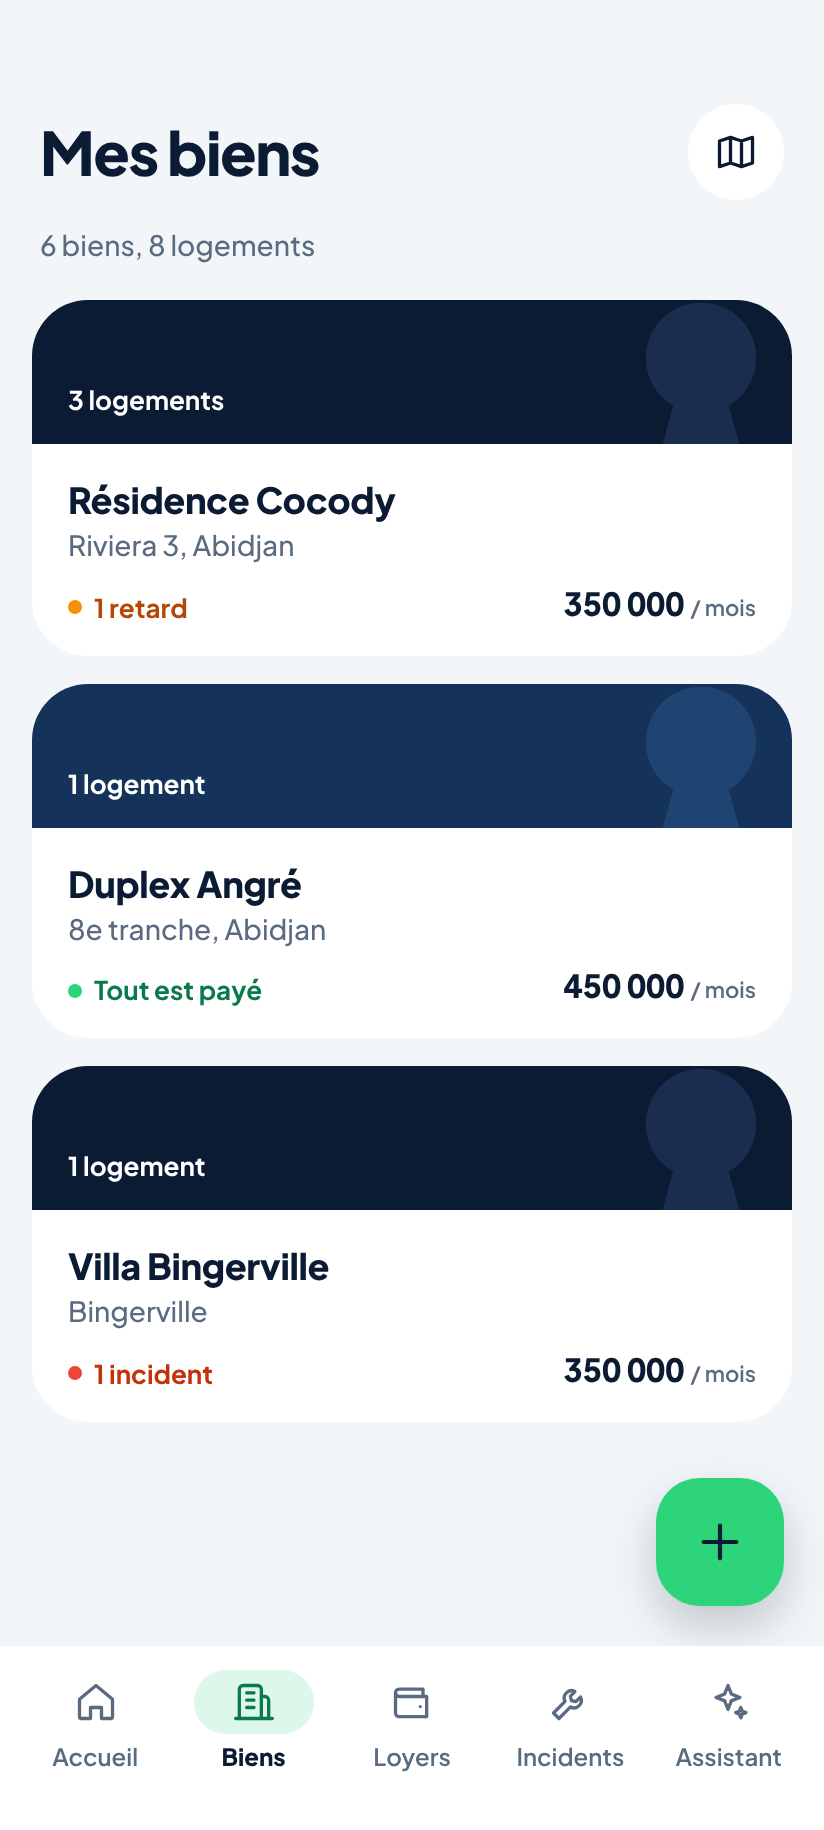 Mes biens
6 biens, 8 logements
3 logements
Résidence Cocody
Riviera 3, Abidjan
1 retard
350 000 / mois
1 logement
Duplex Angré
8e tranche, Abidjan
Tout est payé
450 000 / mois
1 logement
Villa Bingerville
Bingerville
1 incident
350 000 / mois
Accueil
Biens
Loyers
Incidents
Assistant